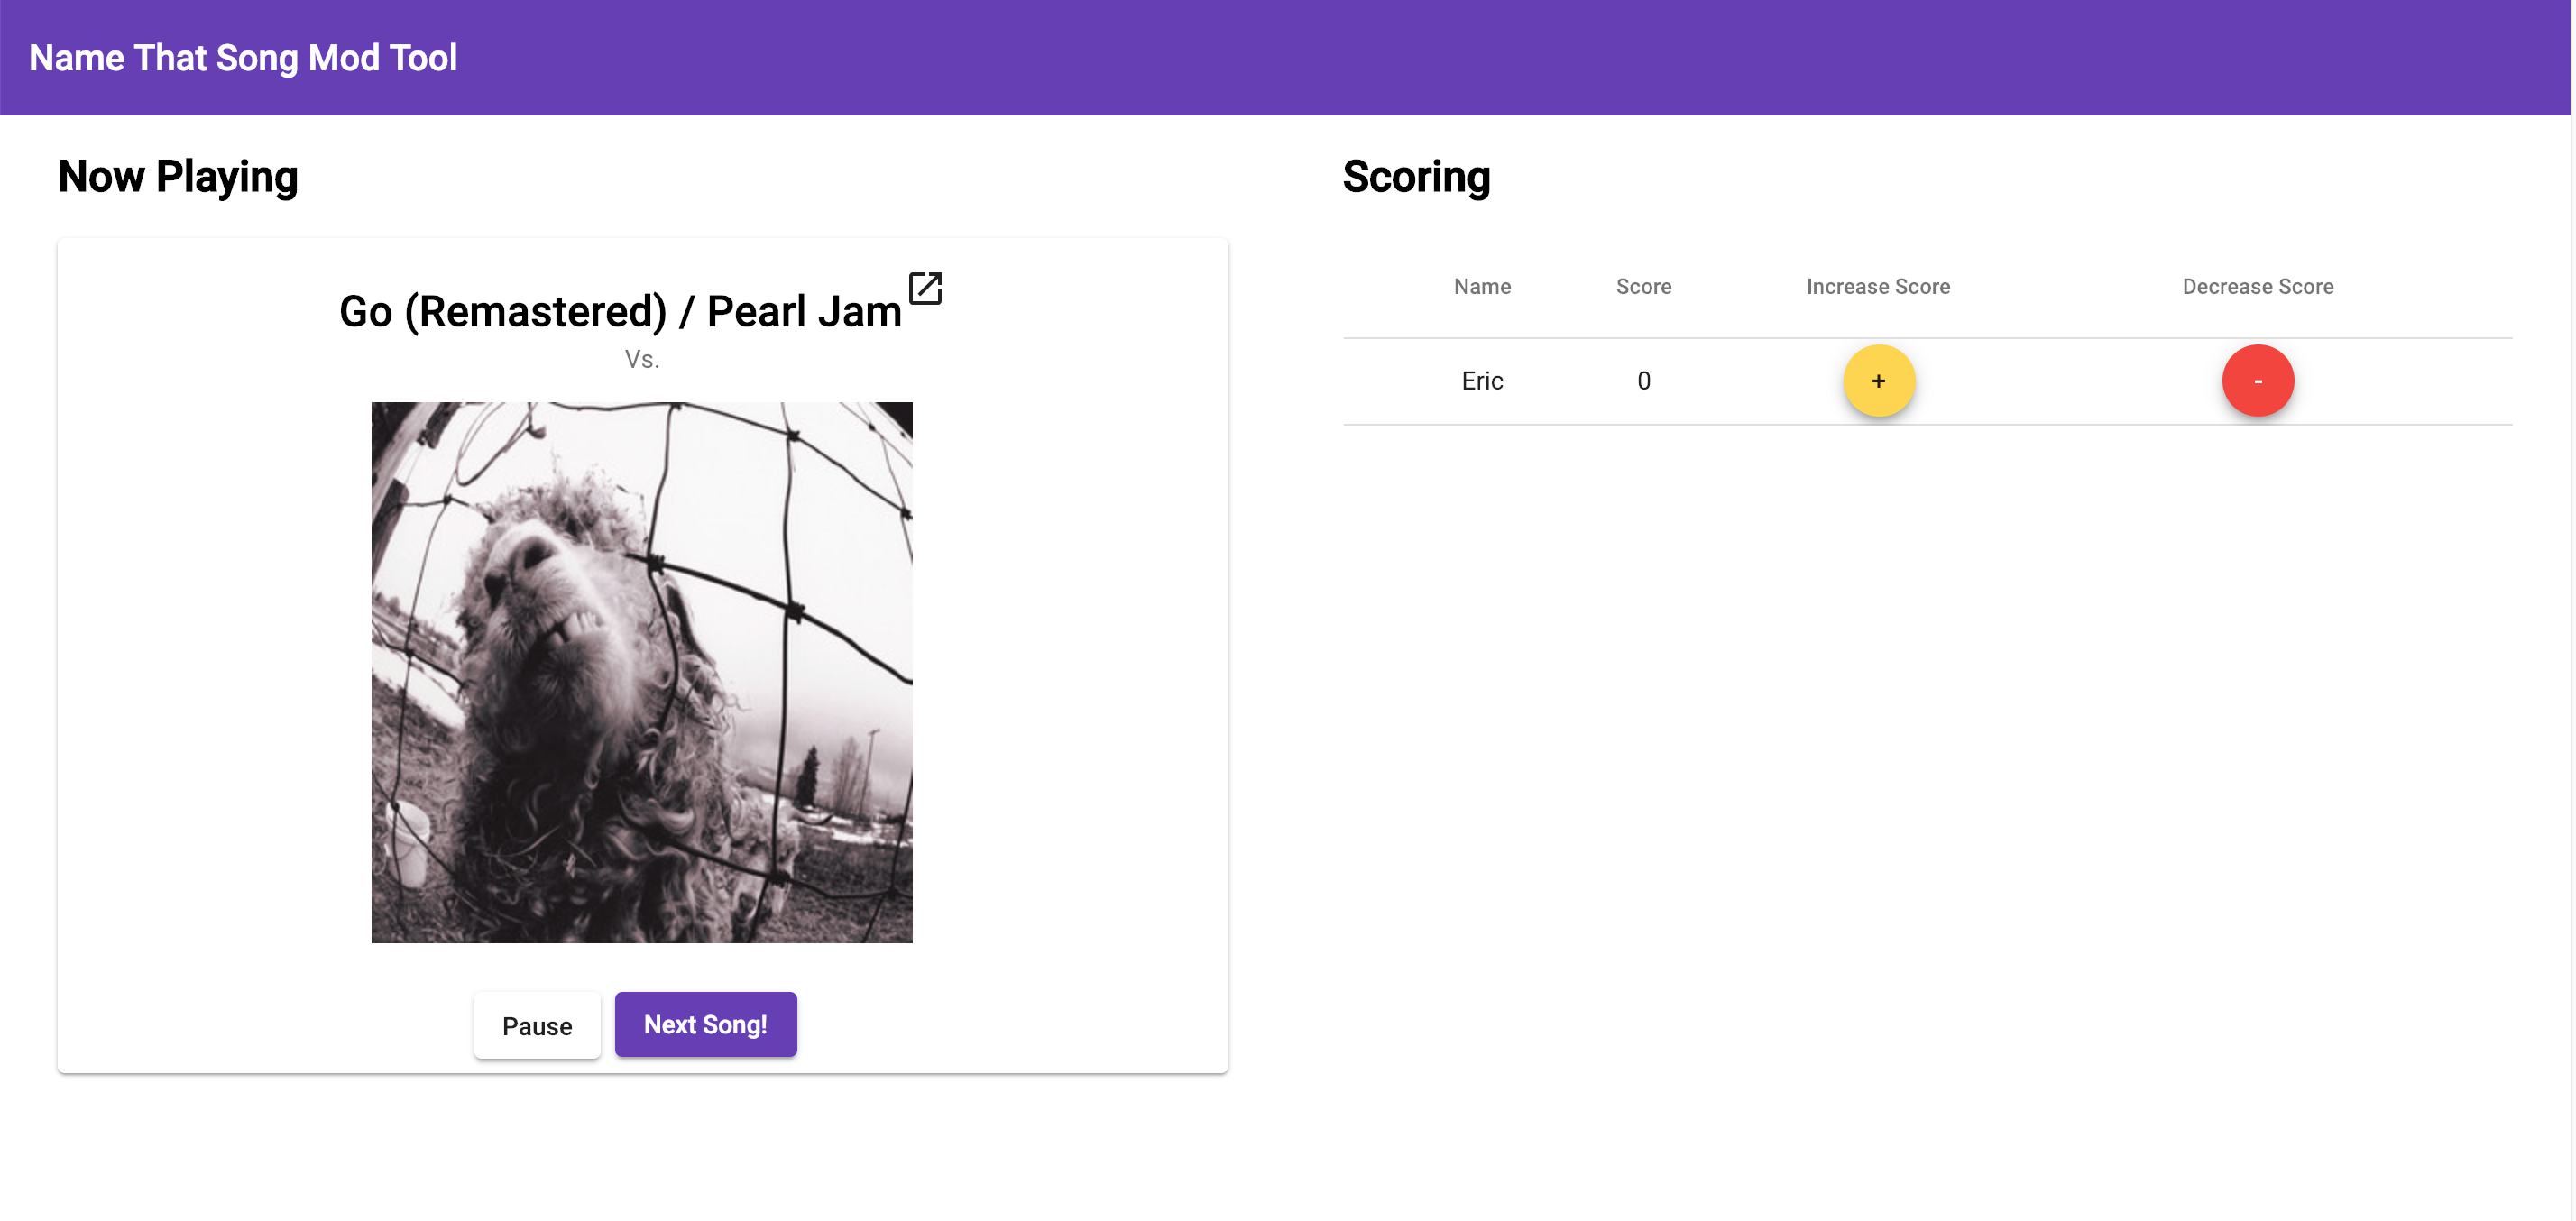 Name That Song Mod Tool
Now Playing
Go (Remastered) / Pearl Jam
Vs.
Pause
Next Song!
Scoring
Name Score Increase Score Decrease Score
Eric 0 + -